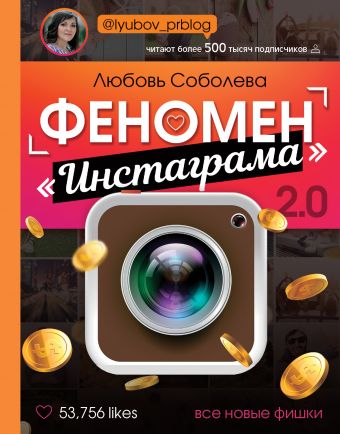 @lyubov_prblog
читают более 500 тысяч подписчиков
Любовь Соболева
ФЕНОМЕН
«Инстаграма»
2.0
53,756 likes
все новые фишки